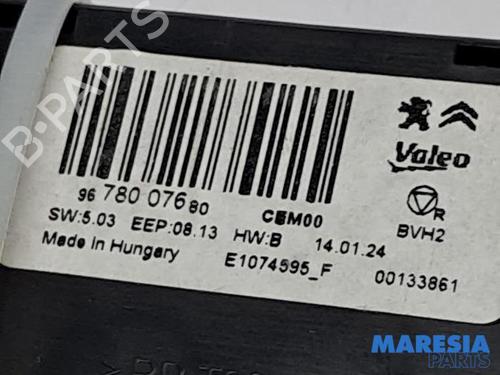 B-PARTS
Valeo
96 780 076 80
CEM00
R
BVH2
SW:5.03 EEP:08.13 HW:B 14.01.24
Made in Hungary
E1074595_F
00133861
MARESIA
PARTS